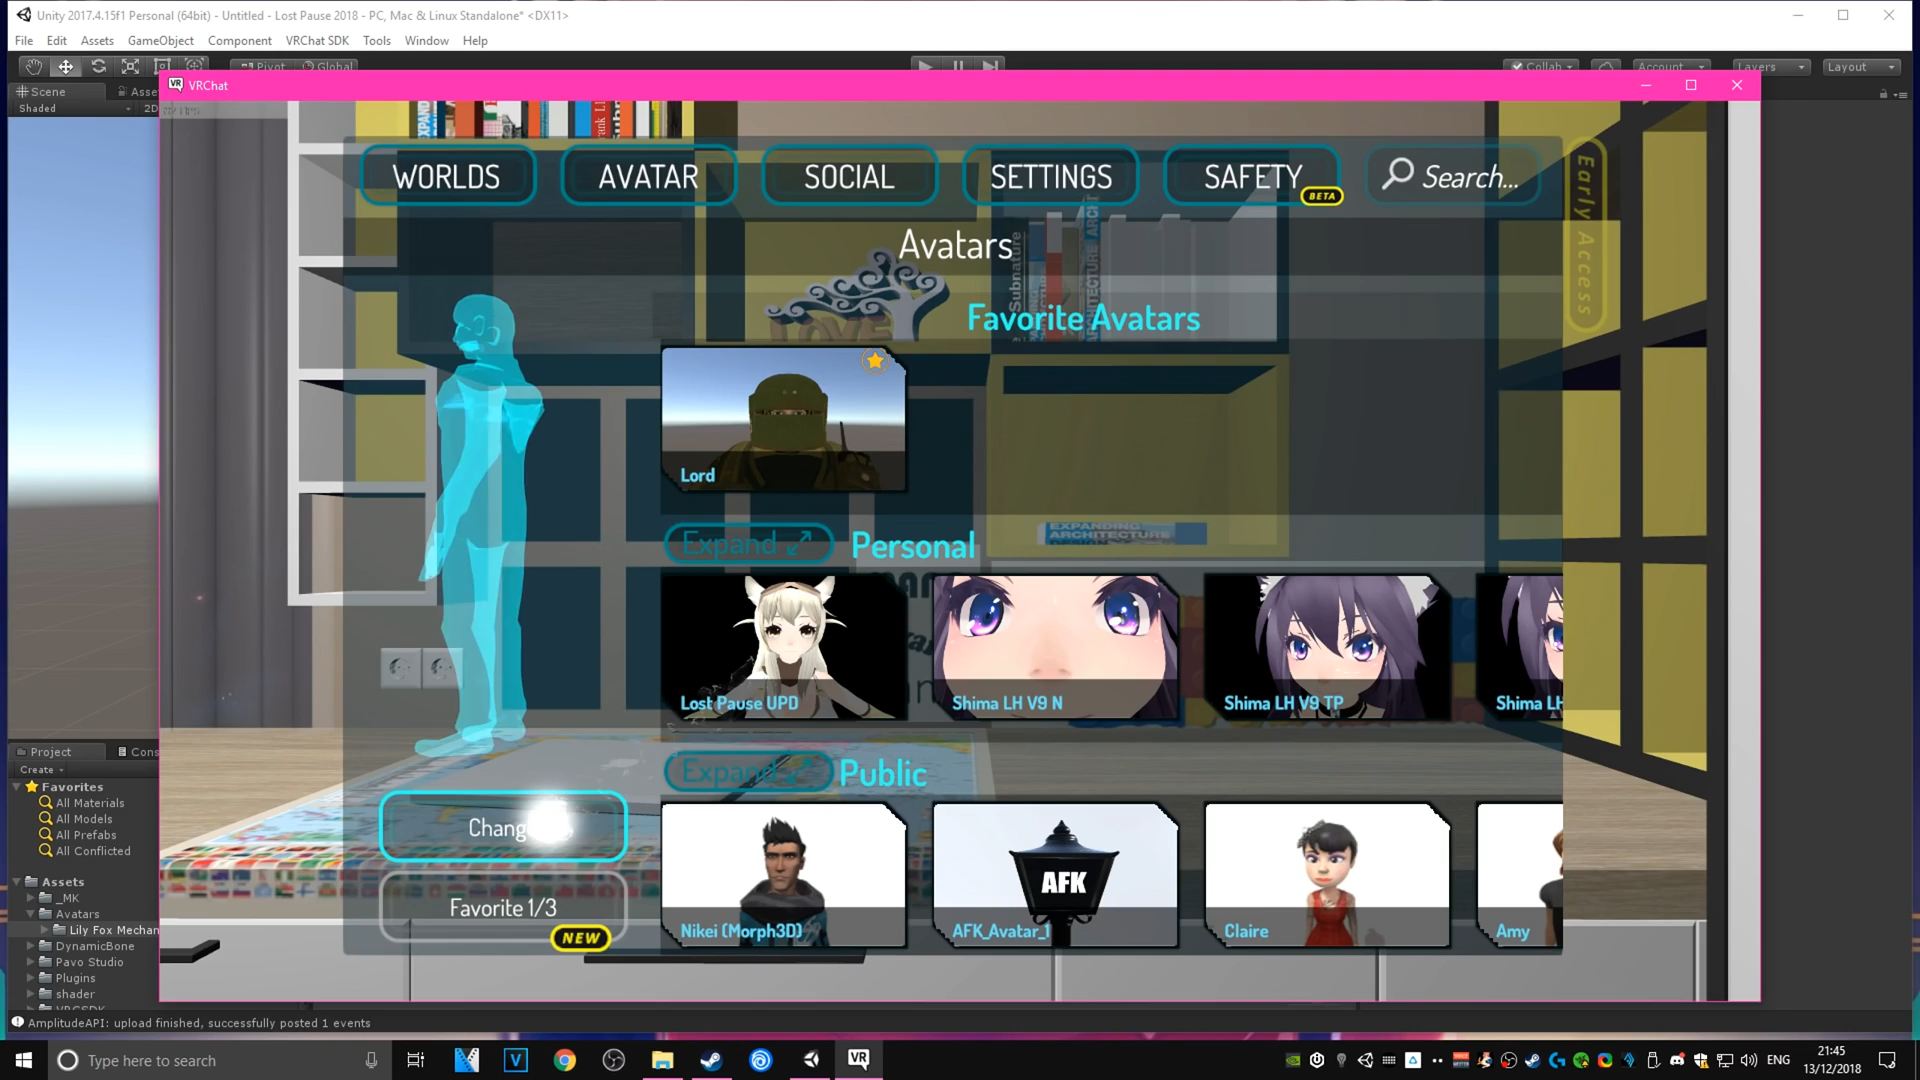 Unity 2017.4.15f1 Personal (64bit) - Untitled - Lost Pause 2018 - PC, Mac & Linux Standalone* <DX11>
File Edit Assets GameObject Component VRChat SDK Tools Window Help
Pivot Global Collab Account Layers Layout
VRChat
Scene
Shaded 2D
WORLDS AVATAR SOCIAL SETTINGS SAFETY BETA Search...
Early Access
Avatars
Favorite Avatars
Lord
Expand Personal
EXPANDING ARCHITECTURE
Lost Pause UPD Shima LH V9 N Shima LH V9 TP Shima LH
Expand Public
Chang
AFK
Favorite 1/3
NEW
Nikei (Morph3D) AFK_Avatar_1 Claire Amy
Project Cons
Create
Favorites
All Materials
All Models
All Prefabs
All Conflicted
Assets
_MK
Avatars
Lily Fox Mechan
DynamicBone
Pavo Studio
Plugins
shader
AmplitudeAPI: upload finished, successfully posted 1 events
Type here to search
ENG
21:45
13/12/2018